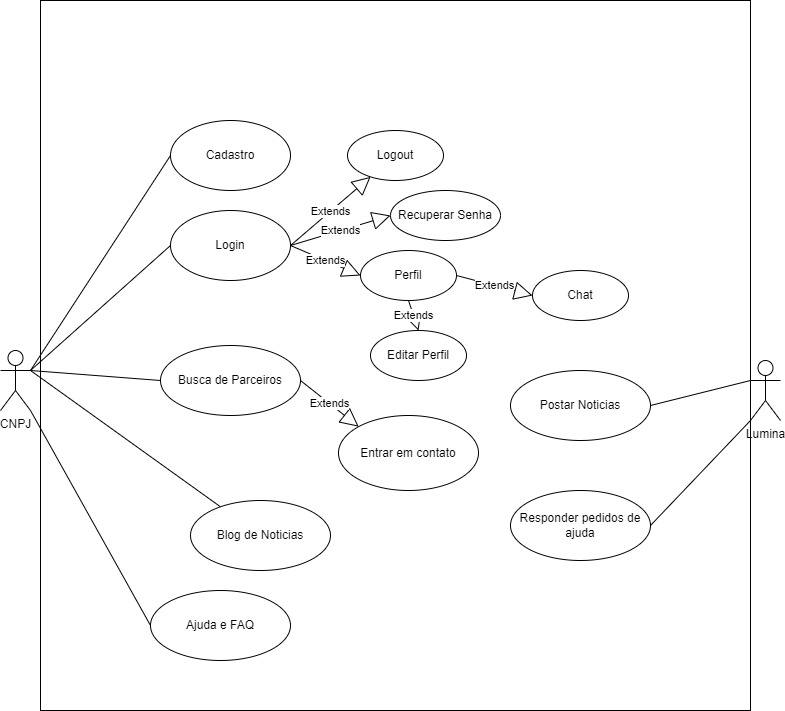 Cadastro
Logout
Extends
Recuperar Senha
Extends
Login
Extends
Perfil
Extends
Chat
Extends
Editar Perfil
Busca de Parceiros
Extends
Entrar em contato
Postar Noticias
CNPJ
Lumina
Blog de Noticias
Responder pedidos de
ajuda
Ajuda e FAQ